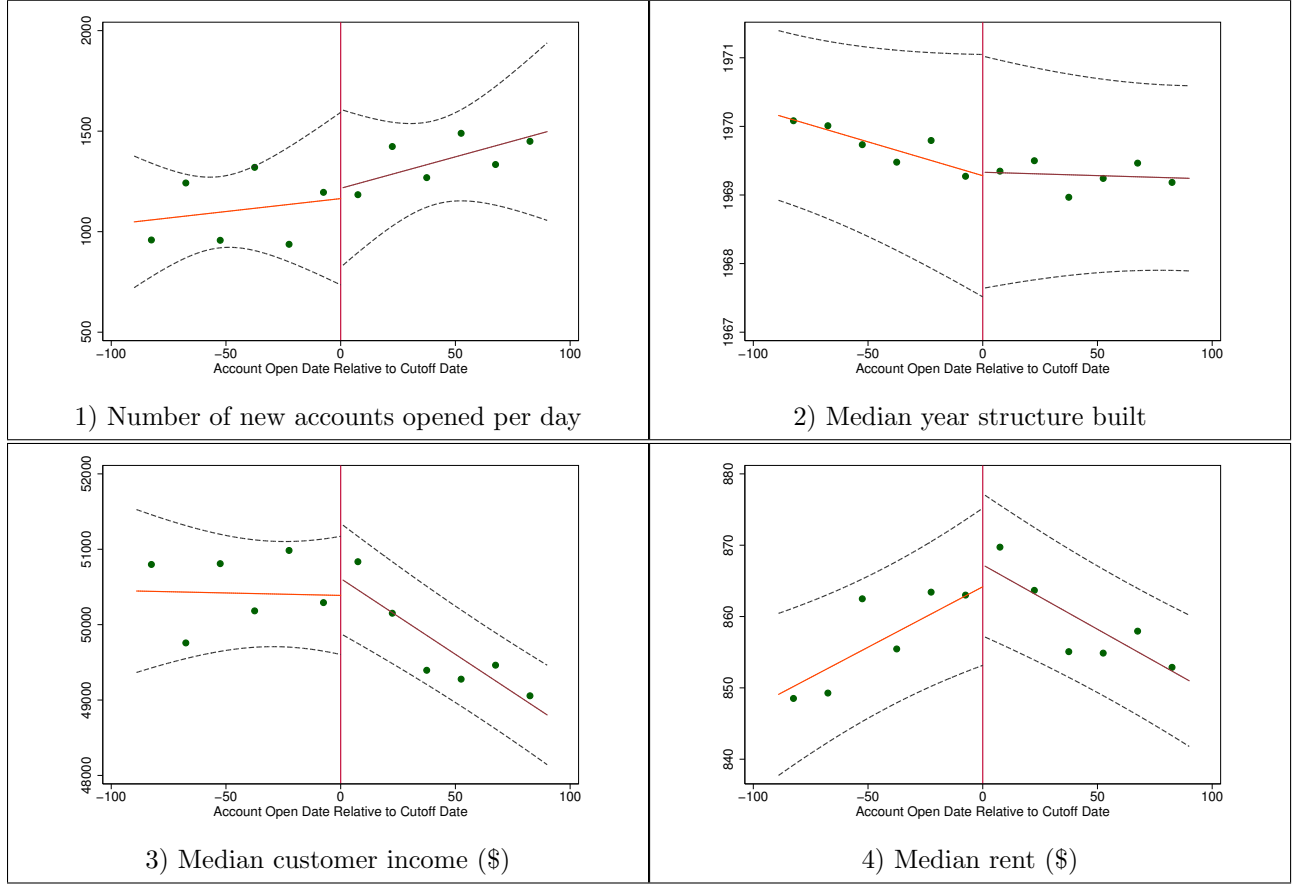 2000
1500
1000
500
−100 −50 0 50 100
Account Open Date Relative to Cutoff Date
1) Number of new accounts opened per day
1971
1970
1969
1968
1967
−100 −50 0 50 100
Account Open Date Relative to Cutoff Date
2) Median year structure built
52000
51000
50000
49000
48000
−100 −50 0 50 100
Account Open Date Relative to Cutoff Date
3) Median customer income ($)
880
870
860
850
840
−100 −50 0 50 100
Account Open Date Relative to Cutoff Date
4) Median rent ($)